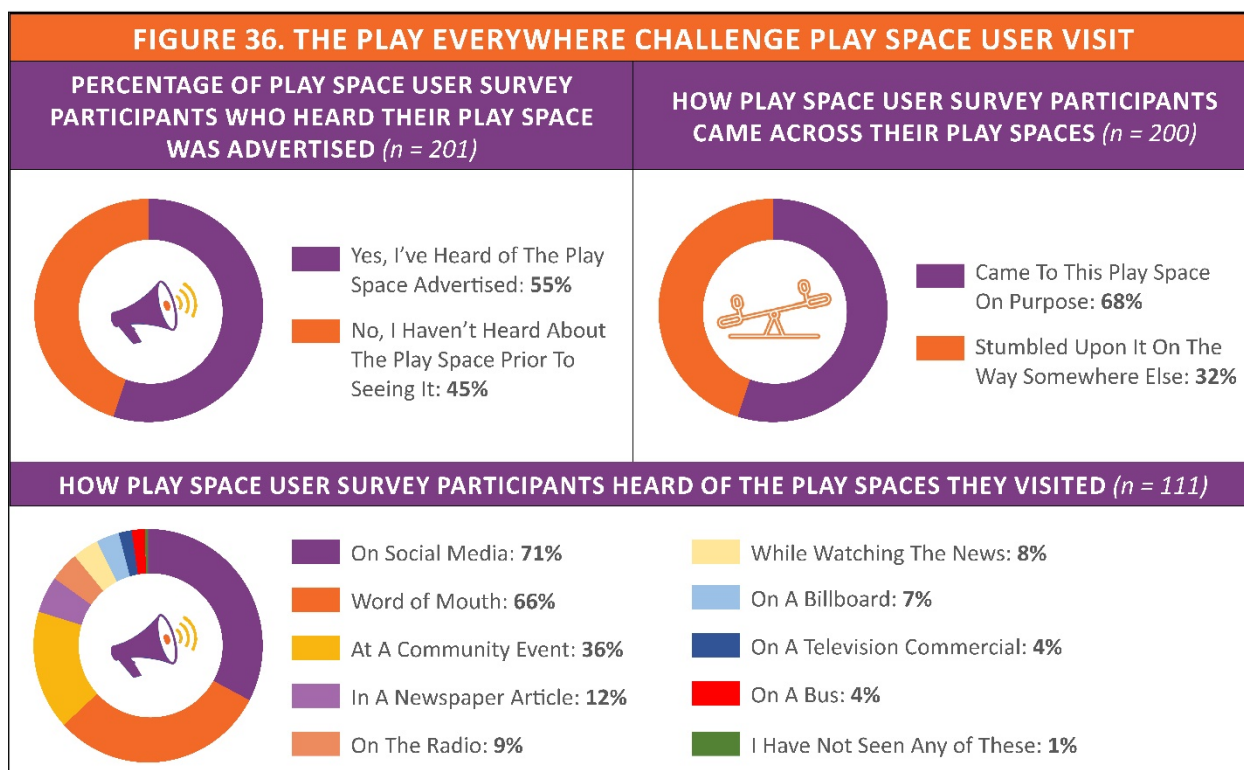 FIGURE 36. THE PLAY EVERYWHERE CHALLENGE PLAY SPACE USER VISIT
PERCENTAGE OF PLAY SPACE USER SURVEY
PARTICIPANTS WHO HEARD THEIR PLAY SPACE
WAS ADVERTISED (n = 201)
Yes, I’ve Heard of The Play
Space Advertised: 55%
No, I Haven’t Heard About
The Play Space Prior To
Seeing It: 45%
HOW PLAY SPACE USER SURVEY PARTICIPANTS
CAME ACROSS THEIR PLAY SPACES (n = 200)
Came To This Play Space
On Purpose: 68%
Stumbled Upon It On The
Way Somewhere Else: 32%
HOW PLAY SPACE USER SURVEY PARTICIPANTS HEARD OF THE PLAY SPACES THEY VISITED (n = 111)
On Social Media: 71%
Word of Mouth: 66%
At A Community Event: 36%
In A Newspaper Article: 12%
On The Radio: 9%
While Watching The News: 8%
On A Billboard: 7%
On A Television Commercial: 4%
On A Bus: 4%
I Have Not Seen Any of These: 1%